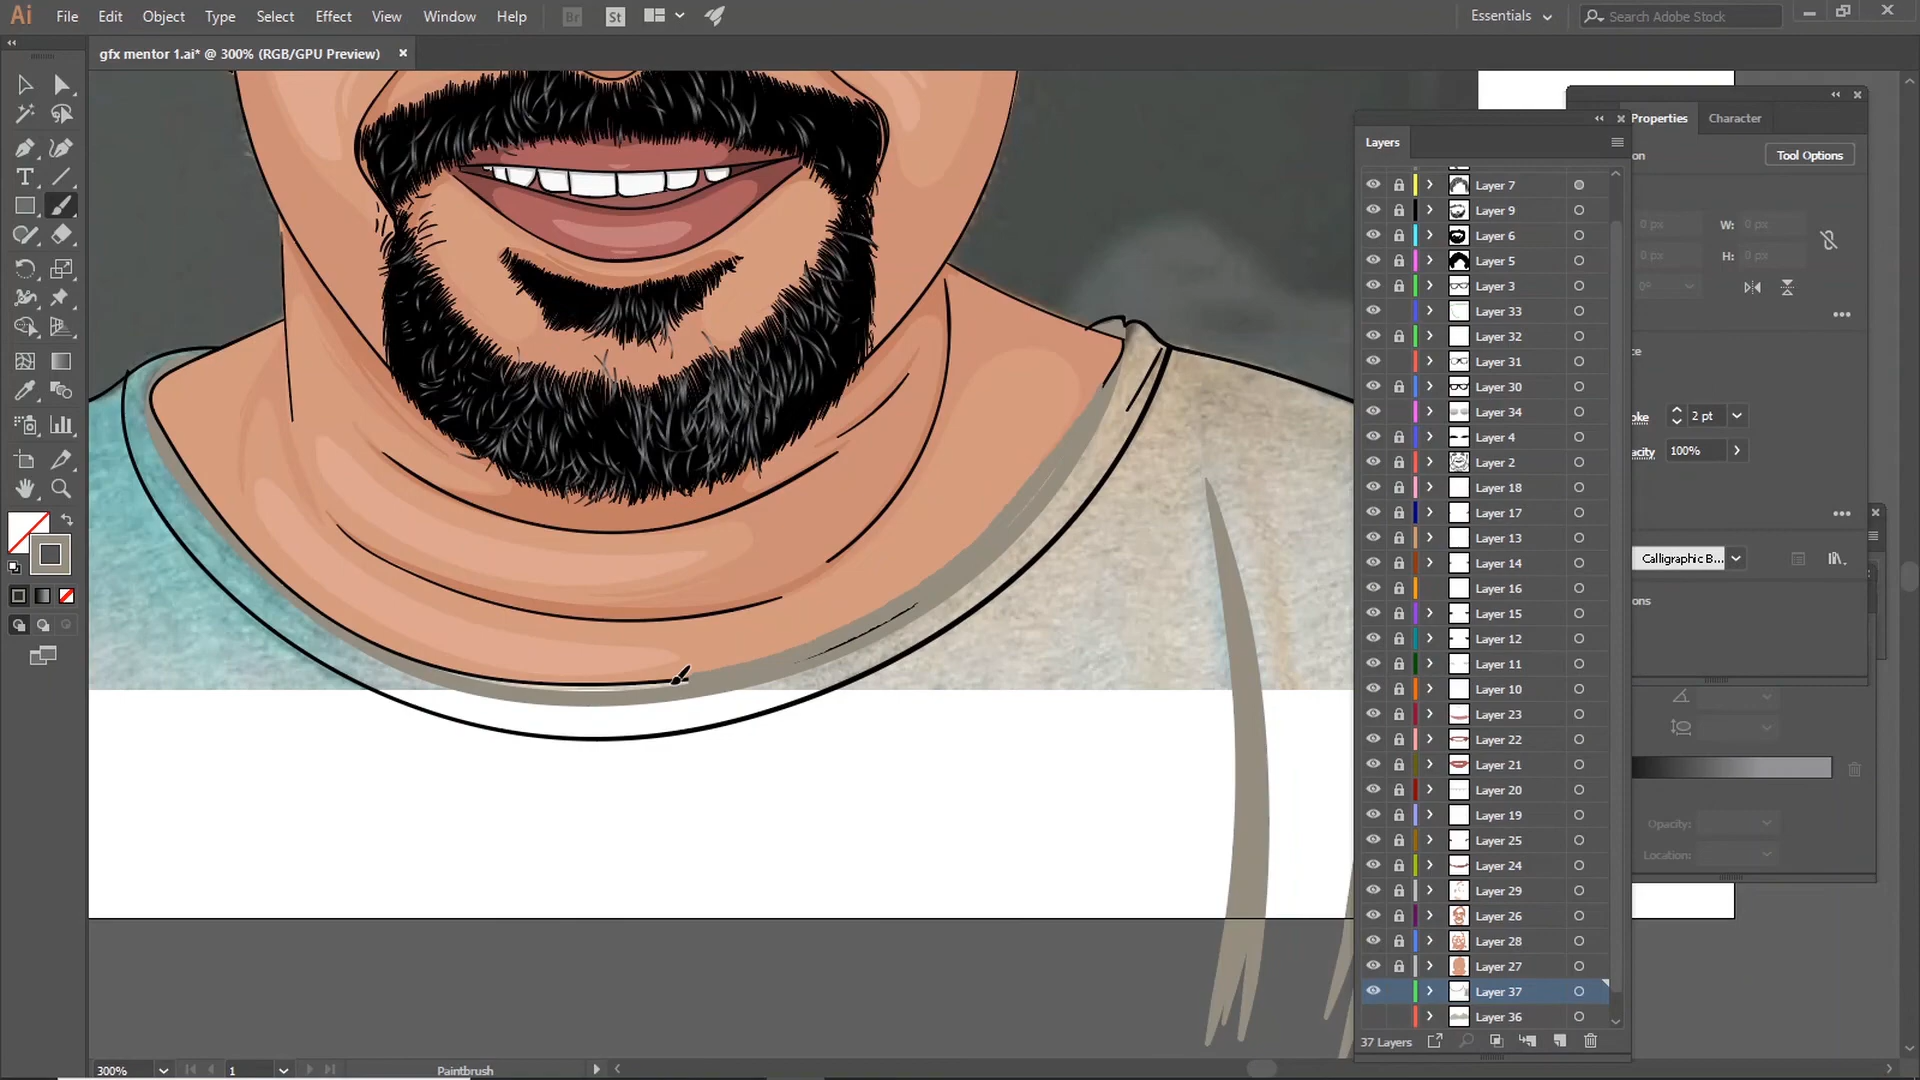 Ai File Edit Object Type Select Effect View Window Help Br St Essentials Search Adobe Stock
gfx mentor 1.ai* @ 300% (RGB/GPU Preview)
Properties Character
Layers
Tool Options
Layer 7
Layer 9
W:
Layer 6
H:
Layer 5
Layer 3
Layer 33
Layer 32
Layer 31
Layer 30
Layer 34
2 pt
Layer 4
100%
Layer 2
Layer 18
Layer 17
Layer 13
Calligraphic B...
Layer 14
Layer 16
Layer 15
Layer 12
Layer 11
Layer 10
Layer 23
Layer 22
Layer 21
Layer 20
Layer 19
Opacity:
Layer 25
Location:
Layer 24
Layer 29
Layer 26
Layer 28
Layer 27
Layer 37
Layer 36
37 Layers
300% 1 Paintbrush